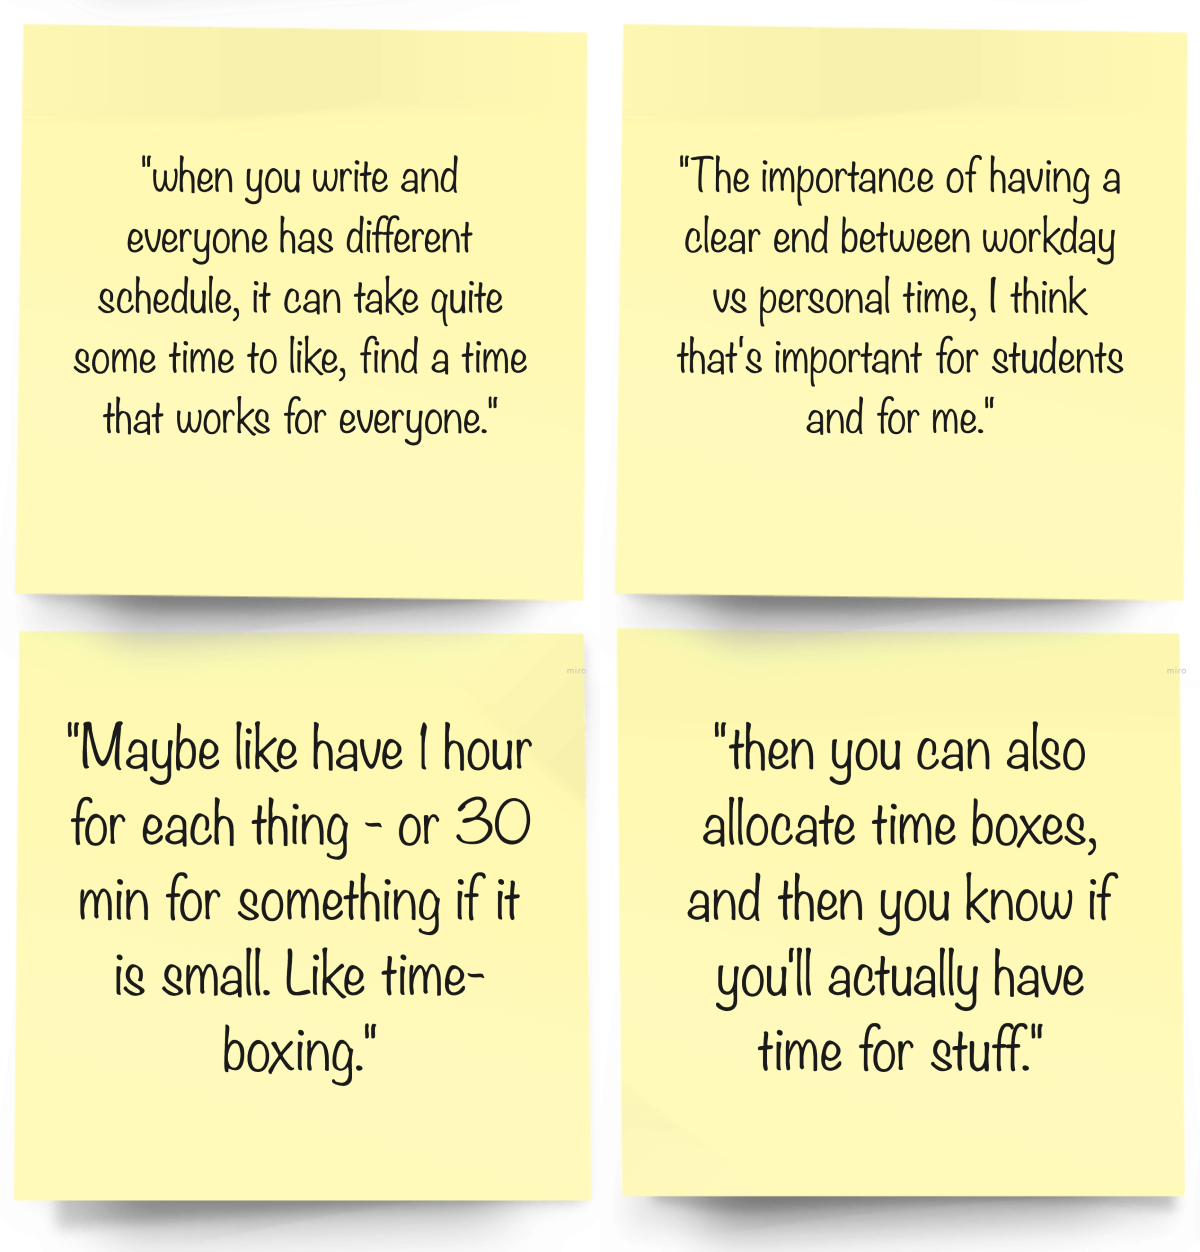 "when you write and
everyone has different
schedule, it can take quite
some time to like, find a time
that works for everyone."
"The importance of having a
clear end between workday
vs personal time, I think
that's important for students
and for me."
miro
"Maybe like have 1 hour
for each thing - or 30
min for something if it
is small. Like time-
boxing."
miro
"then you can also
allocate time boxes,
and then you know if
you'll actually have
time for stuff."